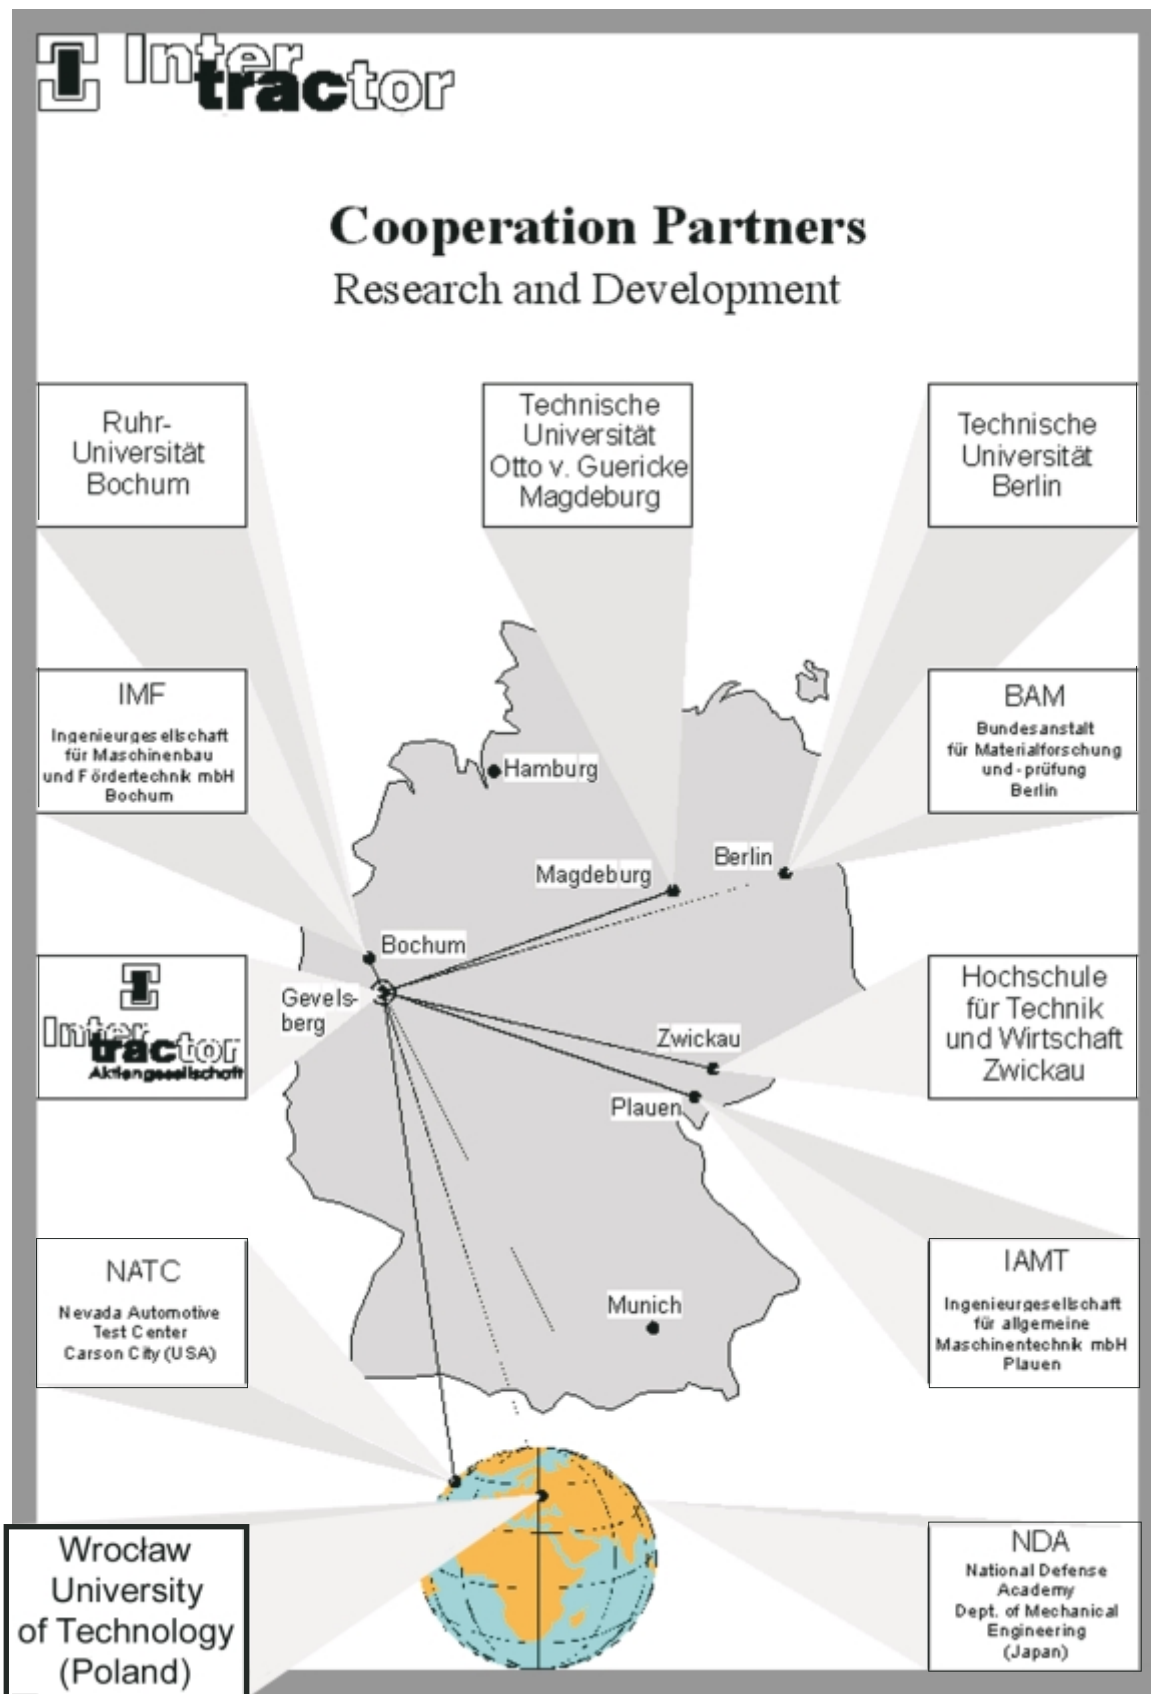 Inter
tractor
Cooperation Partners
Research and Development
Ruhr-
Universität
Bochum
Technische
Universität
Otto v. Guericke
Magdeburg
Technische
Universität
Berlin
IMF
Ingenieurgesellschaft
für Maschinenbau
und Fördertechnik mbH
Bochum
BAM
Bundesanstalt
für Materialforschung
und-prüfung
Berlin
Hamburg
Magdeburg
Berlin
Bochum
Gevels-
berg
Zwickau
Plauen
Munich
Inter
tractor
Aktiengesellschaft
Hochschule
für Technik
und Wirtschaft
Zwickau
NATC
Nevada Automotive
Test Center
Carson City (USA)
IAMT
Ingenieurgesellschaft
für allgemeine
Maschinentechnik mbH
Plauen
Wrocław
University
of Technology
(Poland)
NDA
National Defense
Academy
Dept. of Mechanical
Engineering
(Japan)